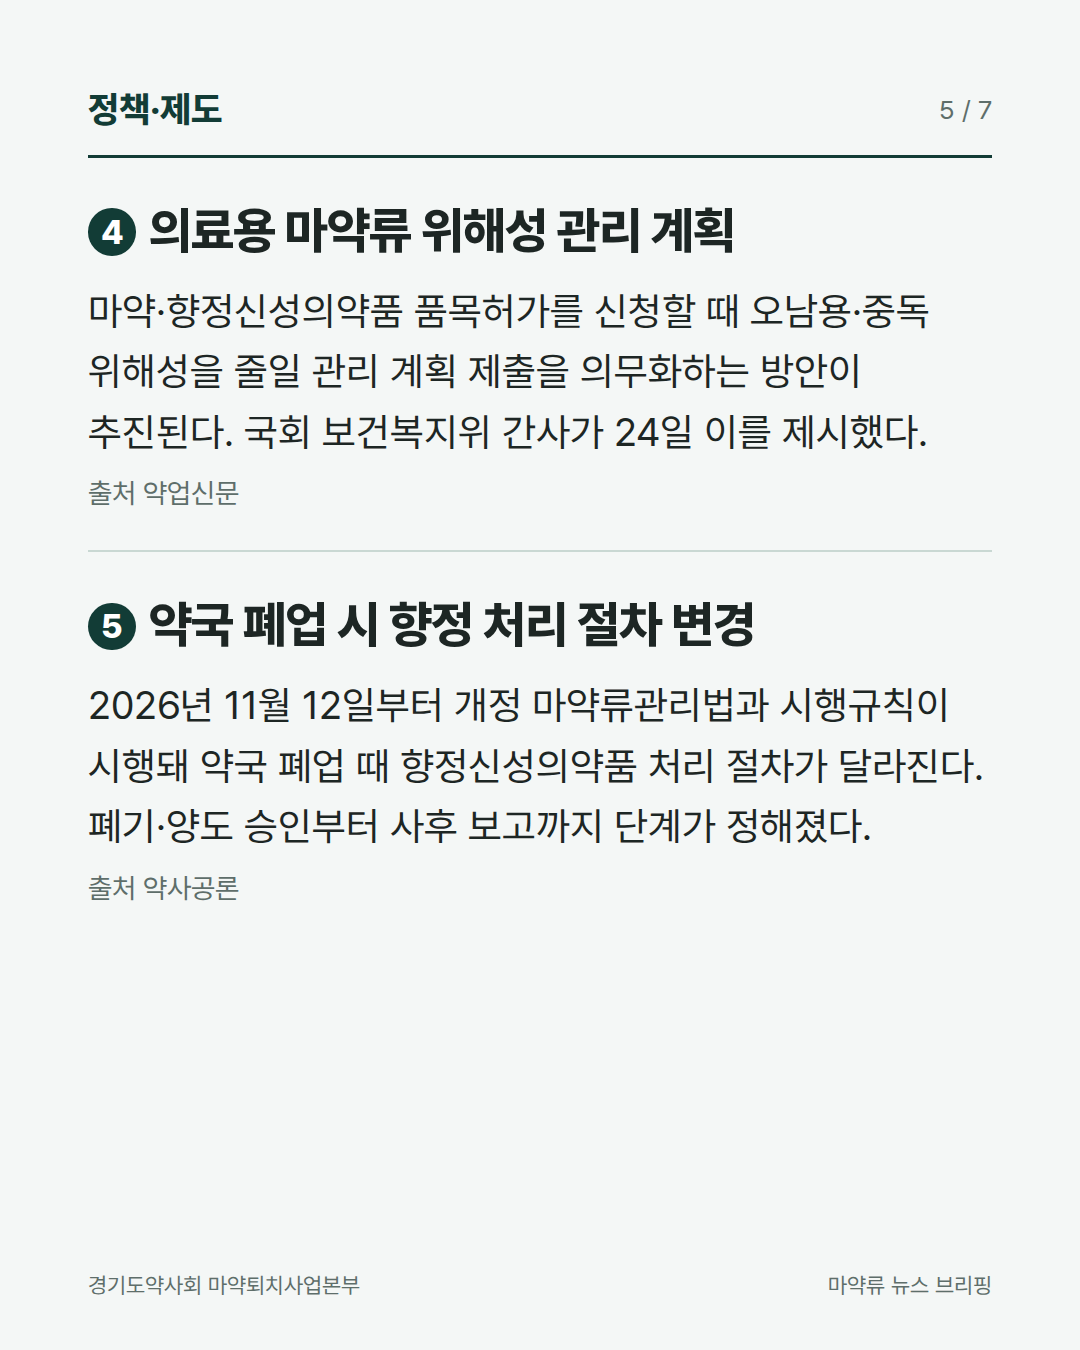 정책·제도
5 / 7
4 의료용 마약류 위해성 관리 계획
마약·향정신성의약품 품목허가를 신청할 때 오남용·중독
위해성을 줄일 관리 계획 제출을 의무화하는 방안이
추진된다. 국회 보건복지위 간사가 24일 이를 제시했다.
출처 약업신문
5 약국 폐업 시 향정 처리 절차 변경
2026년 11월 12일부터 개정 마약류관리법과 시행규칙이
시행돼 약국 폐업 때 향정신성의약품 처리 절차가 달라진다.
폐기·양도 승인부터 사후 보고까지 단계가 정해졌다.
출처 약사공론
경기도약사회 마약퇴치사업본부
마약류 뉴스 브리핑